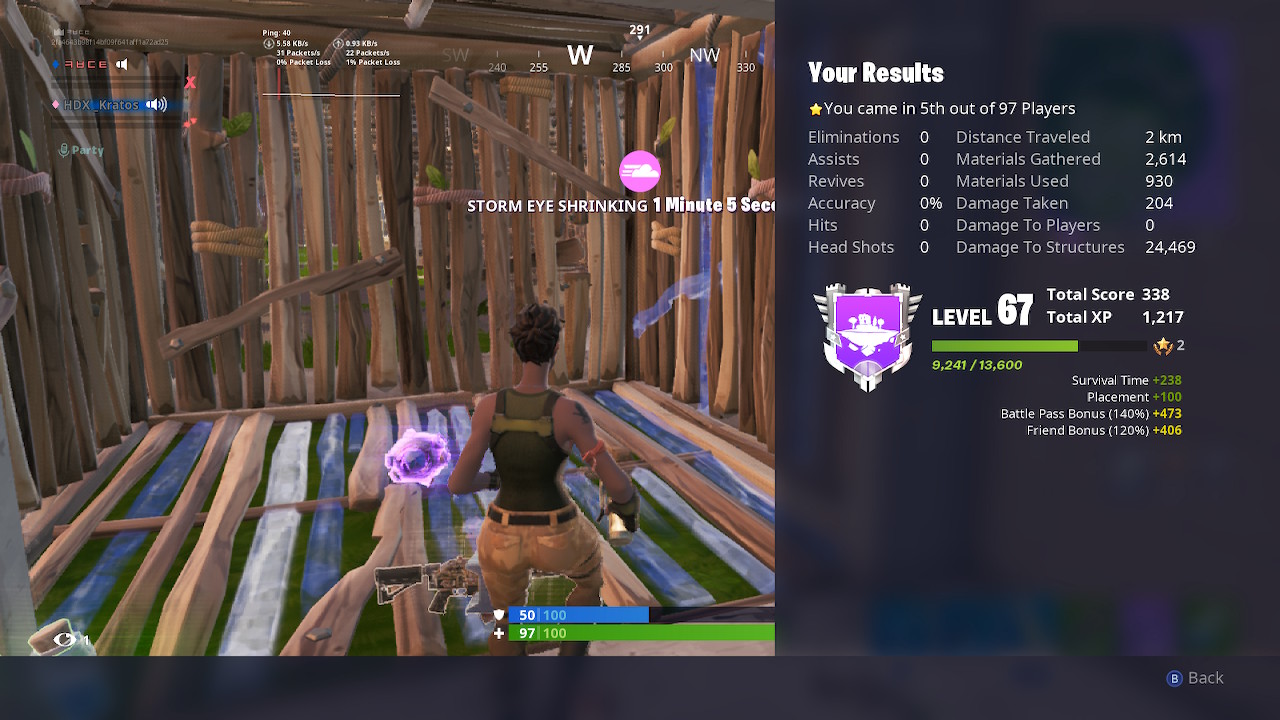 Ping: 40
5.58 KB/s 0.93 KB/s
31 Packets/s 22 Packets/s
0% Packet Loss 1% Packet Loss
291
SW 240 255 W 285 300 NW 330
HDX_Kratos
Party
STORM EYE SHRINKING 1 Minute 5 Seco
50 | 100
97 | 100
1
Your Results
You came in 5th out of 97 Players
Eliminations 0 Distance Traveled 2 km
Assists 0 Materials Gathered 2,614
Revives 0 Materials Used 930
Accuracy 0% Damage Taken 204
Hits 0 Damage To Players 0
Head Shots 0 Damage To Structures 24,469
LEVEL 67
Total Score 338
Total XP 1,217
2
9,241 / 13,600
Survival Time +238
Placement +100
Battle Pass Bonus (140%) +473
Friend Bonus (120%) +406
B Back